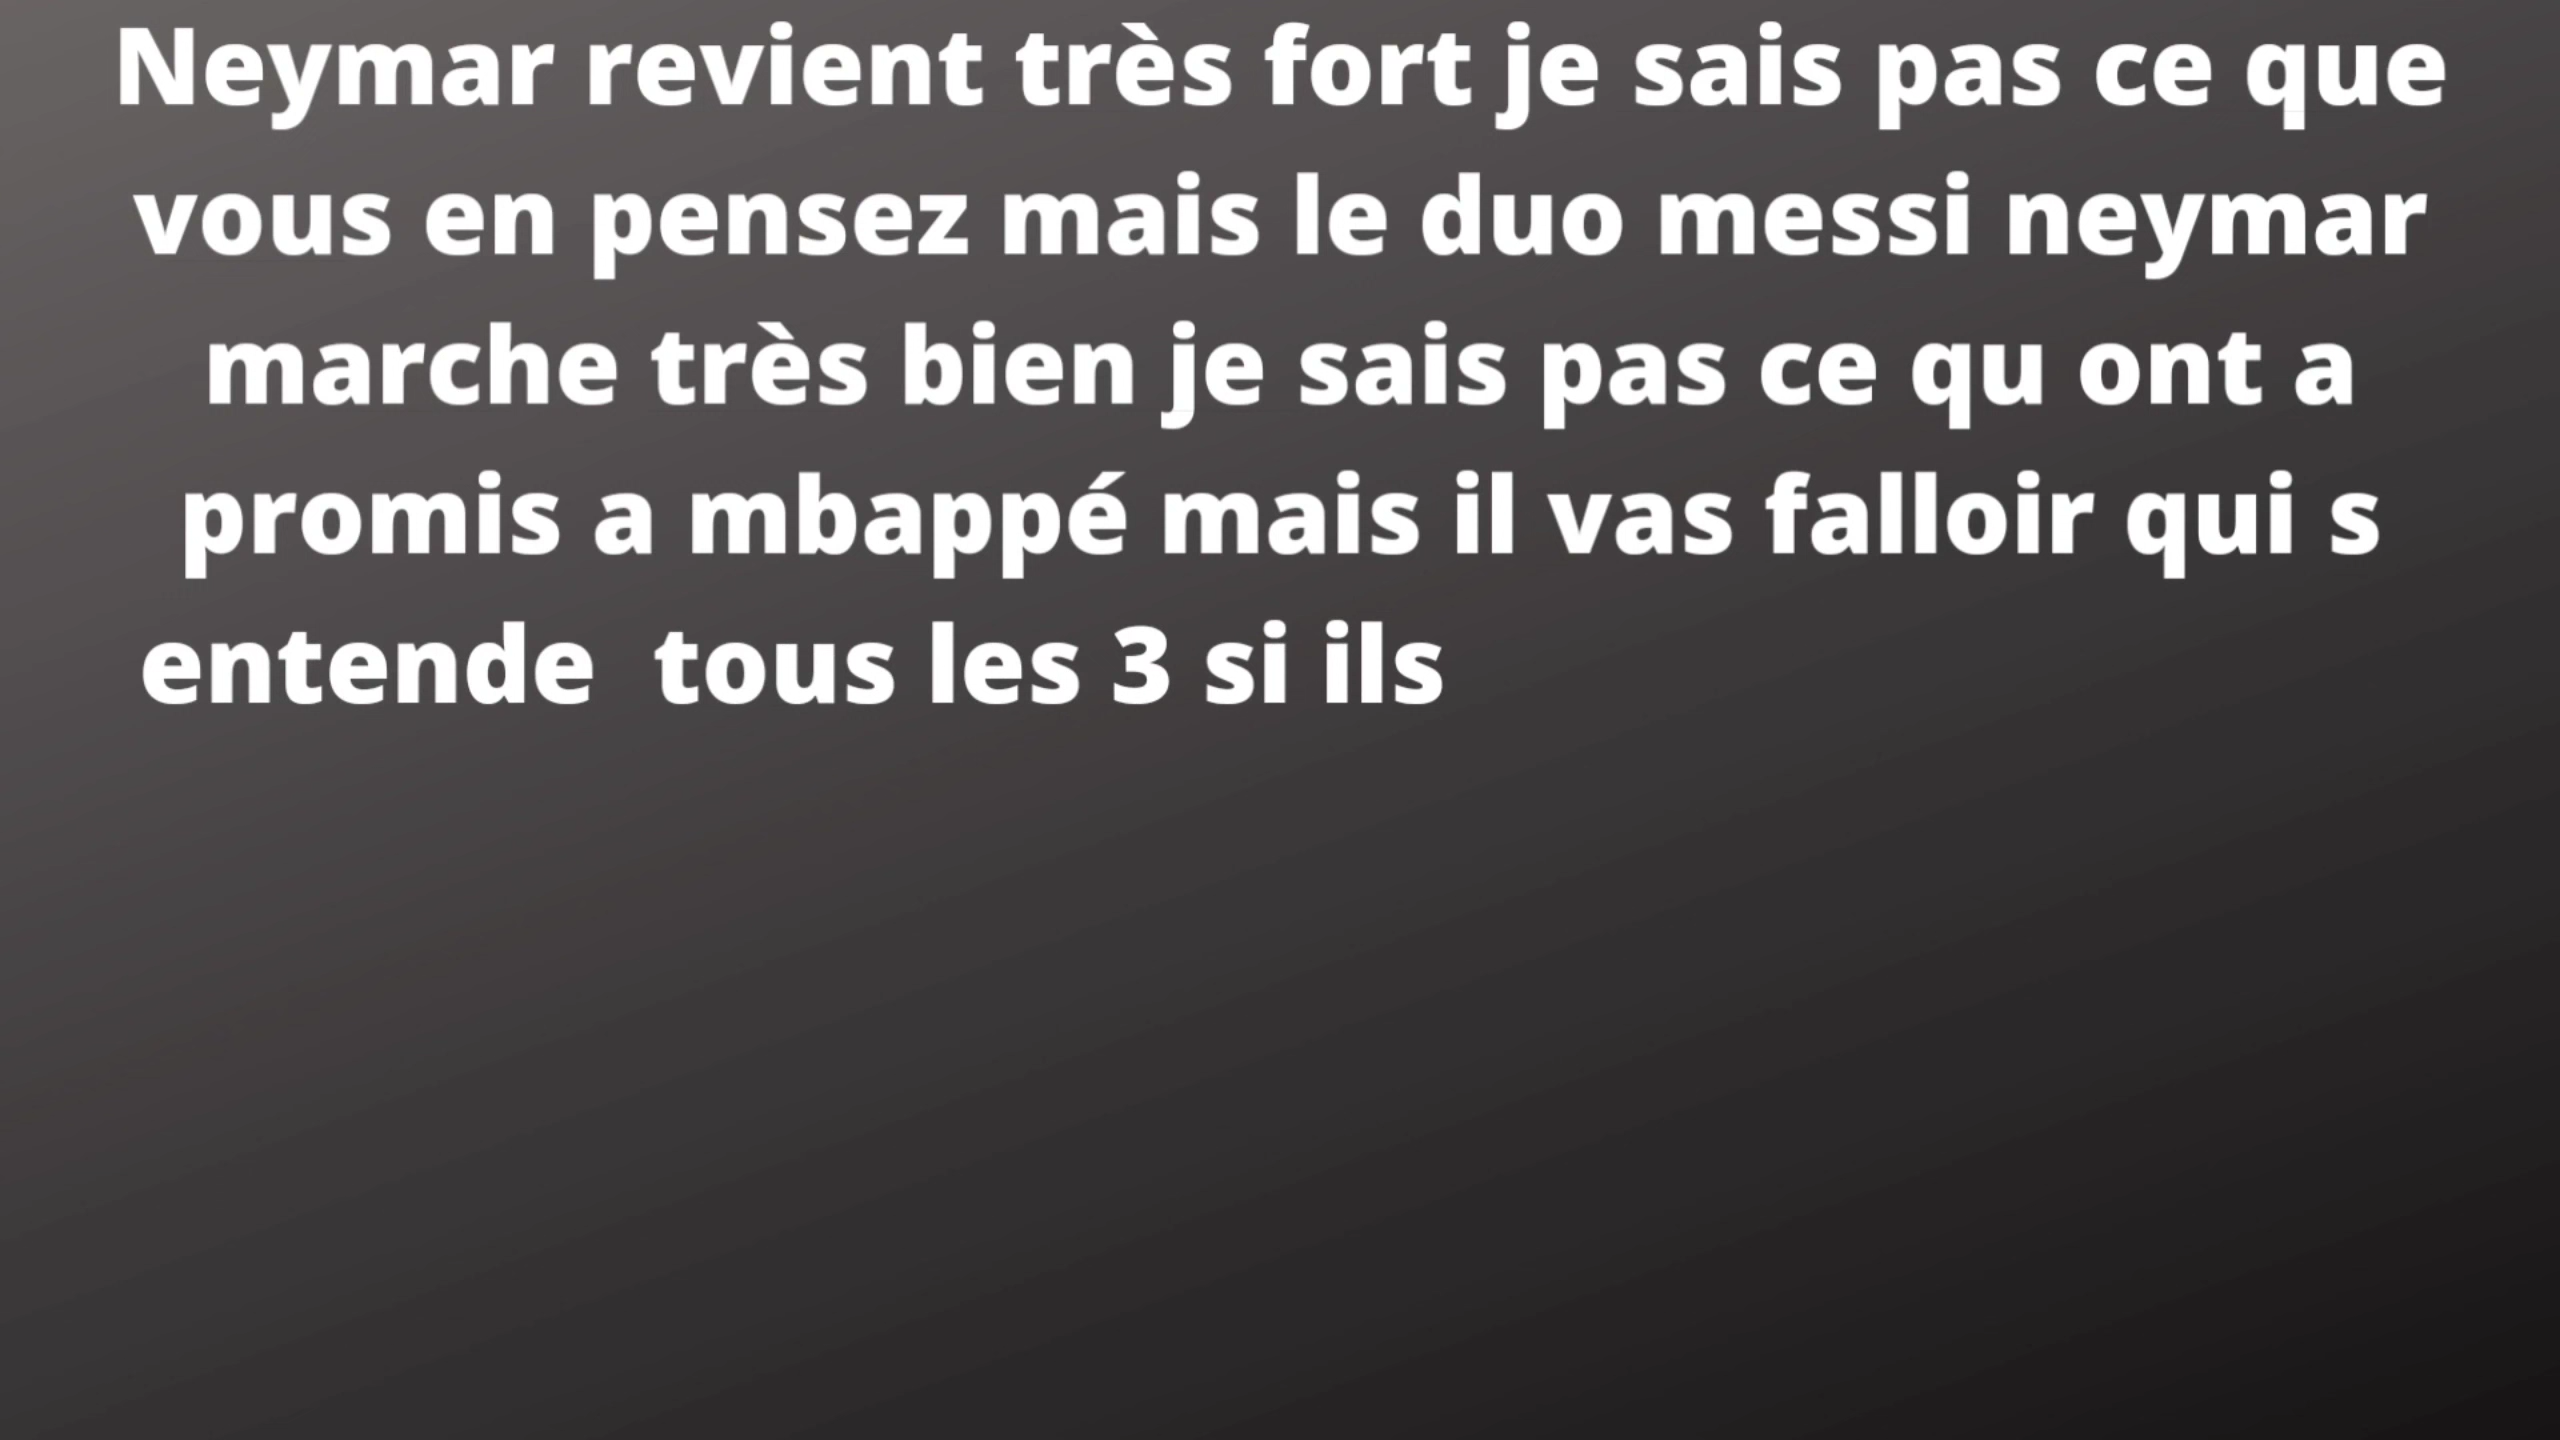 Neymar revient très fort je sais pas ce que
vous en pensez mais le duo messi neymar
marche très bien je sais pas ce qu ont a
promis a mbappé mais il vas falloir qui s
entende  tous les 3 si ils